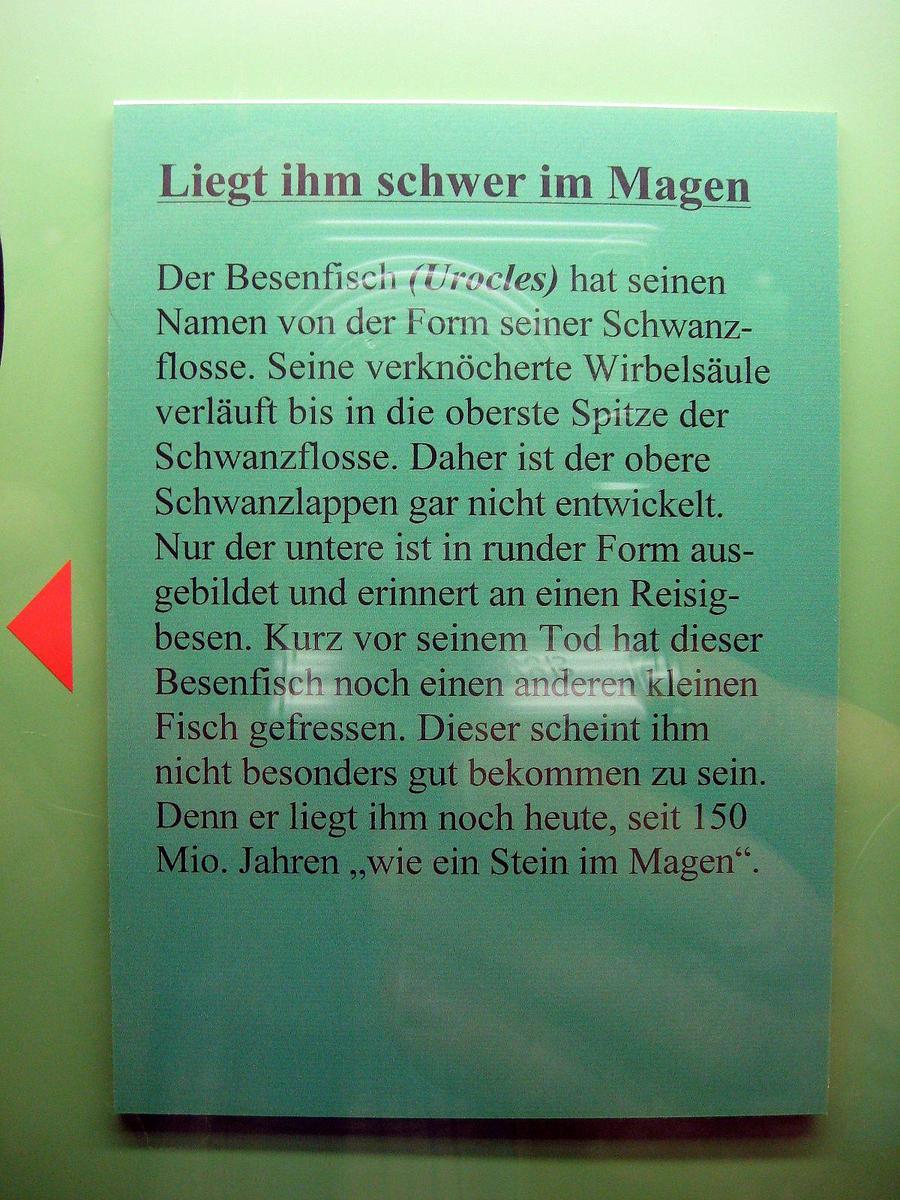 Liegt ihm schwer im Magen
Der Besenfisch (Urocles) hat seinen
Namen von der Form seiner Schwanz-
flosse. Seine verknöcherte Wirbelsäule
verläuft bis in die oberste Spitze der
Schwanzflosse. Daher ist der obere
Schwanzlappen gar nicht entwickelt.
Nur der untere ist in runder Form aus-
gebildet und erinnert an einen Reisig-
besen. Kurz vor seinem Tod hat dieser
Besenfisch noch einen anderen kleinen
Fisch gefressen. Dieser scheint ihm
nicht besonders gut bekommen zu sein.
Denn er liegt ihm noch heute, seit 150
Mio. Jahren „wie ein Stein im Magen“.